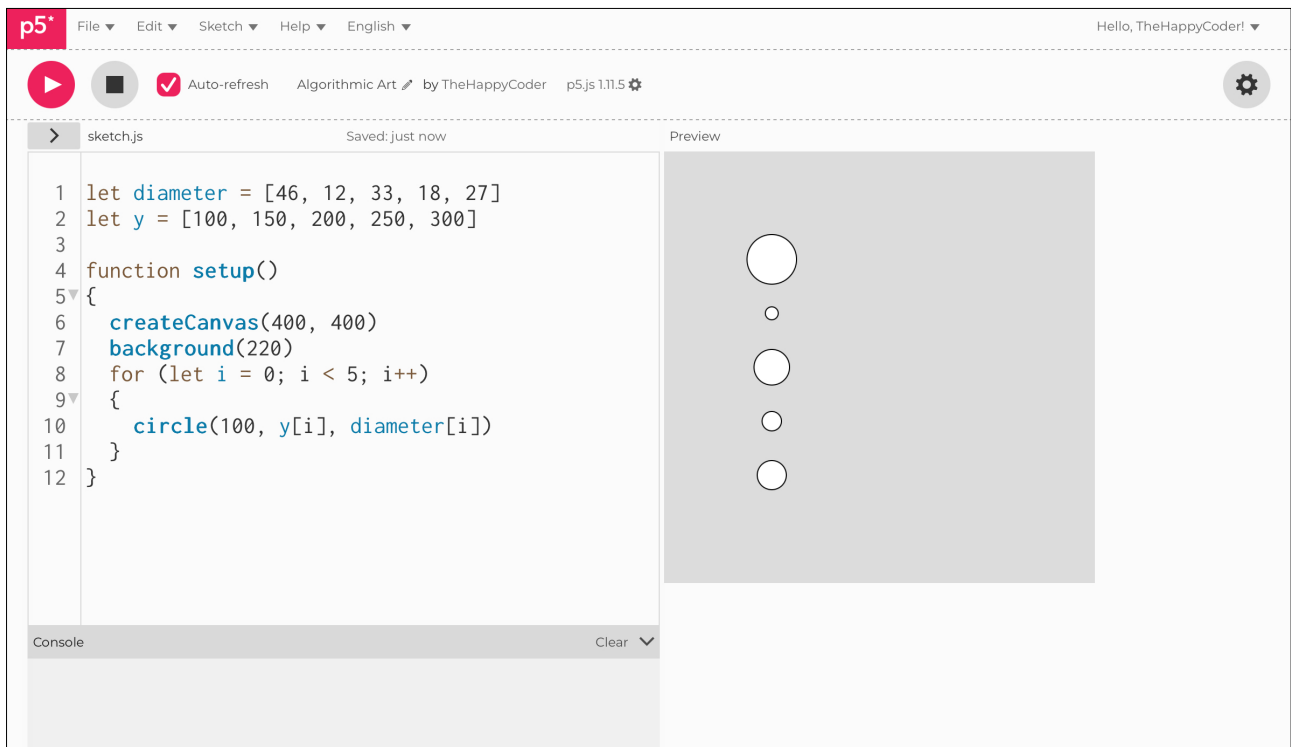 p5* File Edit Sketch Help English Hello, TheHappyCoder!
Auto-refresh Algorithmic Art by TheHappyCoder p5.js 1.11.5
sketch.js Saved: just now Preview
1 let diameter = [46, 12, 33, 18, 27]
2 let y = [100, 150, 200, 250, 300]
3
4 function setup()
5 {
6 createCanvas(400, 400)
7 background(220)
8 for (let i = 0; i < 5; i++)
9 {
10 circle(100, y[i], diameter[i])
11 }
12 }
Console Clear